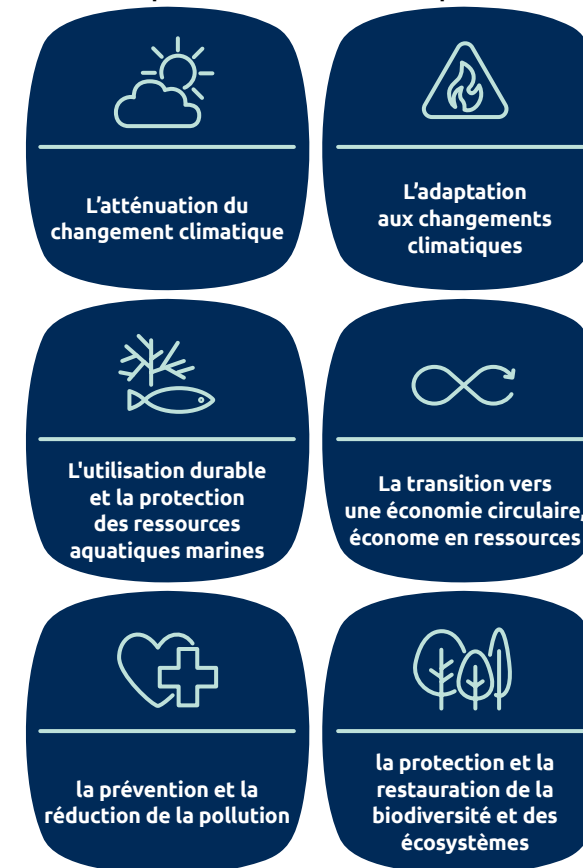 L’atténuation du
changement climatique
L’adaptation
aux changements
climatiques
L'utilisation durable
et la protection
des ressources
aquatiques marines
La transition vers
une économie circulaire,
économe en ressources
la prévention et la
réduction de la pollution
la protection et la
restauration de la
biodiversité et des
écosystèmes